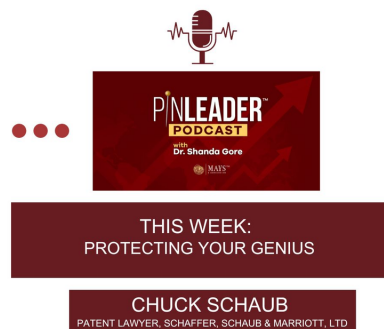 PINLEADER™
PODCAST
with
Dr. Shanda Gore
MAYS
THIS WEEK:
PROTECTING YOUR GENIUS
CHUCK SCHAUB
PATENT LAWYER, SCHAFFER, SCHAUB & MARRIOTT, LTD